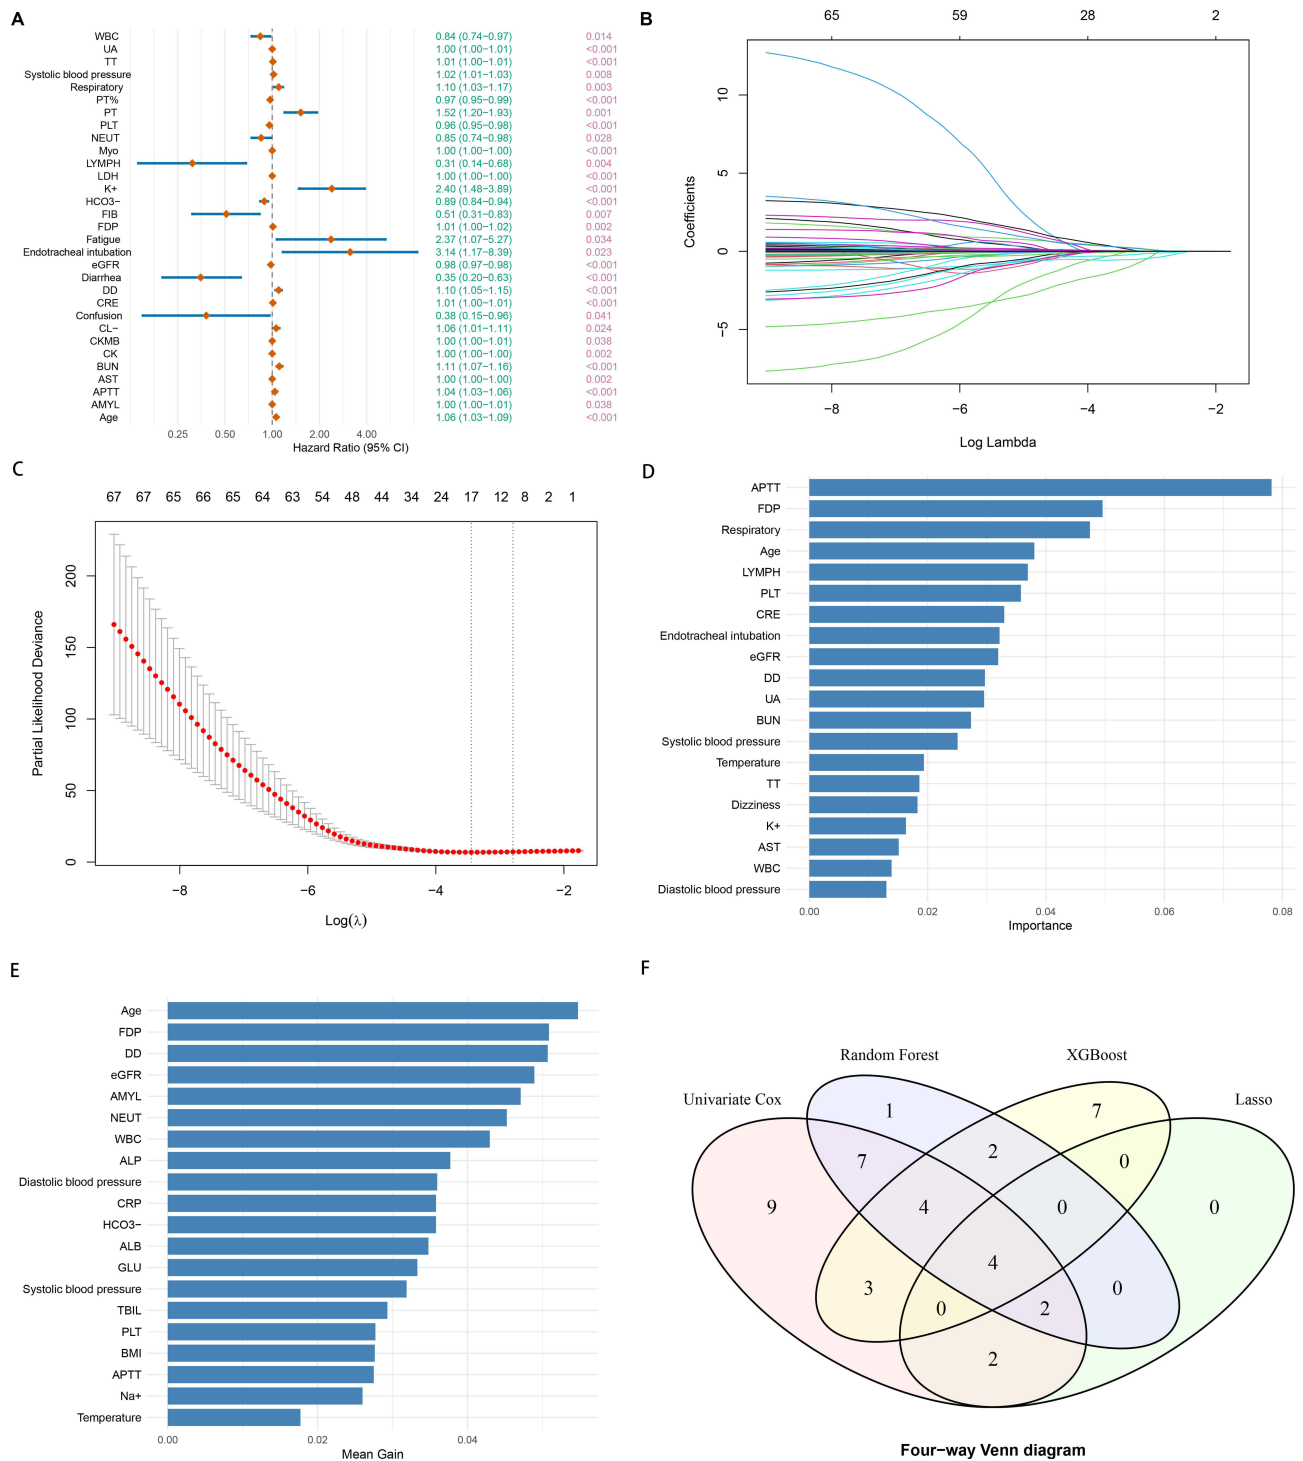 A
WBC 0.84 (0.74−0.97) 0.014
UA 1.00 (1.00−1.01) <0.001
TT 1.01 (1.00−1.01) <0.001
Systolic blood pressure 1.02 (1.01−1.03) 0.008
Respiratory 1.10 (1.03−1.17) 0.003
PT% 0.97 (0.95−0.99) <0.001
PT 1.52 (1.20−1.93) 0.001
PLT 0.96 (0.95−0.98) <0.001
NEUT 0.85 (0.74−0.98) 0.028
Myo 1.00 (1.00−1.00) <0.001
LYMPH 0.31 (0.14−0.68) 0.004
LDH 1.00 (1.00−1.00) <0.001
K+ 2.40 (1.48−3.89) <0.001
HCO3− 0.89 (0.84−0.94) <0.001
FIB 0.51 (0.31−0.83) 0.007
FDP 1.01 (1.00−1.02) 0.002
Fatigue 2.37 (1.07−5.27) 0.034
Endotracheal intubation 3.14 (1.17−8.39) 0.023
eGFR 0.98 (0.97−0.98) <0.001
Diarrhea 0.35 (0.20−0.63) <0.001
DD 1.10 (1.05−1.15) <0.001
CRE 1.01 (1.00−1.01) <0.001
Confusion 0.38 (0.15−0.96) 0.041
CL− 1.06 (1.01−1.11) 0.024
CKMB 1.00 (1.00−1.01) 0.038
CK 1.00 (1.00−1.00) 0.002
BUN 1.11 (1.07−1.16) <0.001
AST 1.00 (1.00−1.00) 0.002
APTT 1.04 (1.03−1.06) <0.001
AMYL 1.00 (1.00−1.01) 0.038
Age 1.06 (1.03−1.09) <0.001
0.25 0.50 1.00 2.00 4.00
Hazard Ratio (95% CI)
B
65 59 28 2
10
5
0
−5
Coefficients
−8 −6 −4 −2
Log Lambda
C
67 67 65 66 65 64 63 54 48 44 34 24 17 12 8 2 1
200
150
100
50
0
Partial Likelihood Deviance
−8 −6 −4 −2
Log(λ)
D
APTT
FDP
Respiratory
Age
LYMPH
PLT
CRE
Endotracheal intubation
eGFR
DD
UA
BUN
Systolic blood pressure
Temperature
TT
Dizziness
K+
AST
WBC
Diastolic blood pressure
0.00 0.02 0.04 0.06 0.08
Importance
E
Age
FDP
DD
eGFR
AMYL
NEUT
WBC
ALP
Diastolic blood pressure
CRP
HCO3−
ALB
GLU
Systolic blood pressure
TBIL
PLT
BMI
APTT
Na+
Temperature
0.00 0.02 0.04
Mean Gain
F
Random Forest XGBoost
Univariate Cox Lasso
1 7
7 2 0
9 4 0 0
4
3 0 2 0
2
Four−way Venn diagram